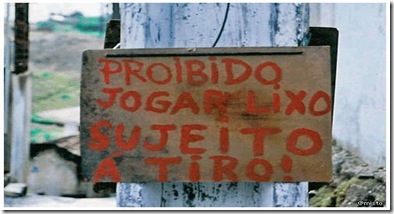 PROIBIDO
JOGAR LIXO
SUJEITO
A TIRO!